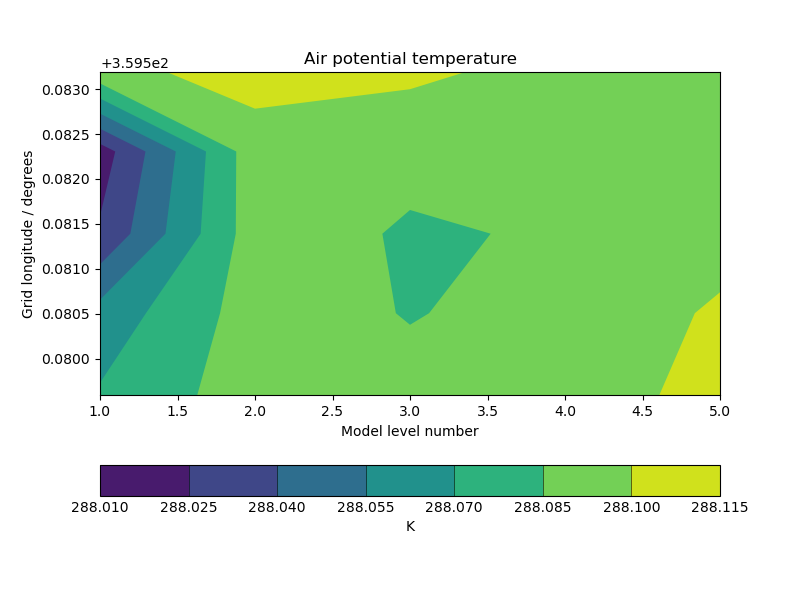 Air potential temperature
+3.595e2
0.0830
0.0825
0.0820
0.0815
0.0810
0.0805
0.0800
Grid longitude / degrees
1.0 1.5 2.0 2.5 3.0 3.5 4.0 4.5 5.0
Model level number
288.010 288.025 288.040 288.055 288.070 288.085 288.100 288.115
K